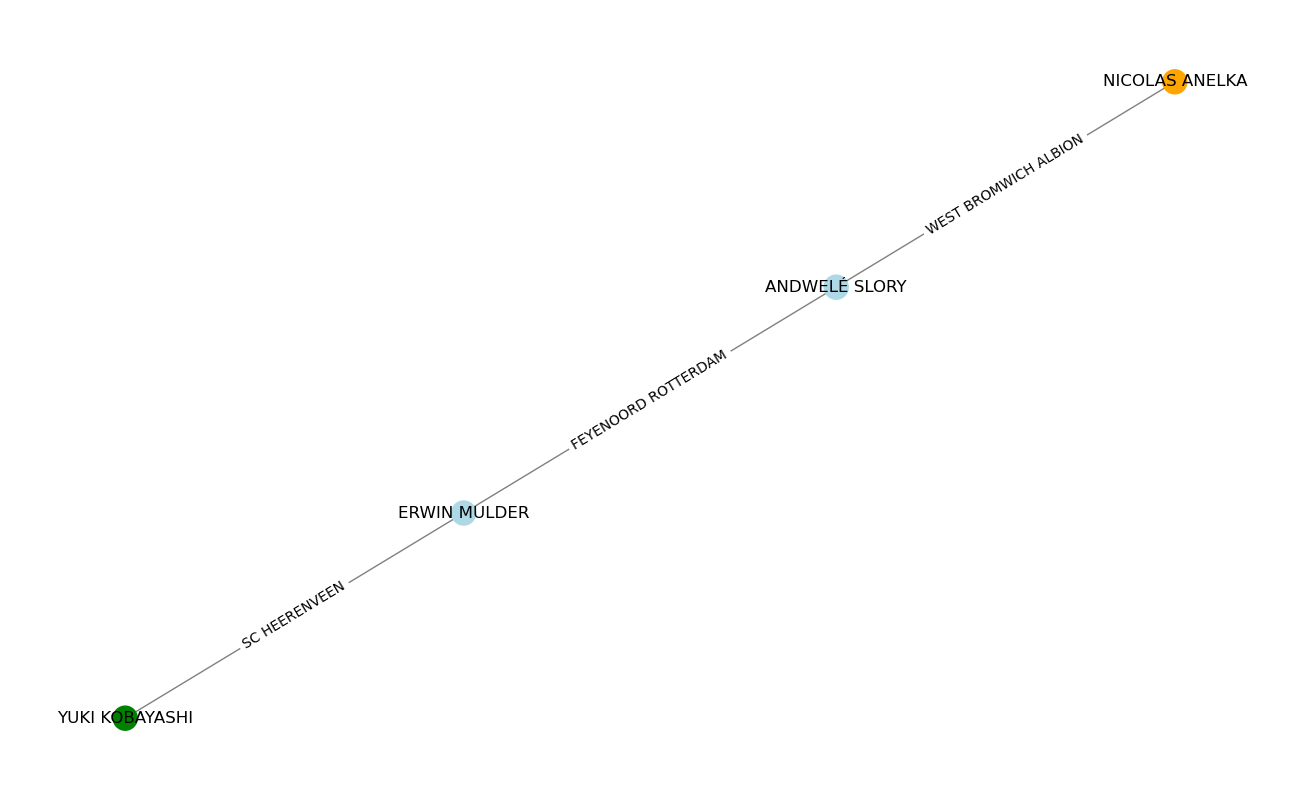 NICOLAS ANELKA
WEST BROMWICH ALBION
ANDWELÉ SLORY
FEYENOORD ROTTERDAM
ERWIN MULDER
SC HEERENVEEN
YUKI KOBAYASHI